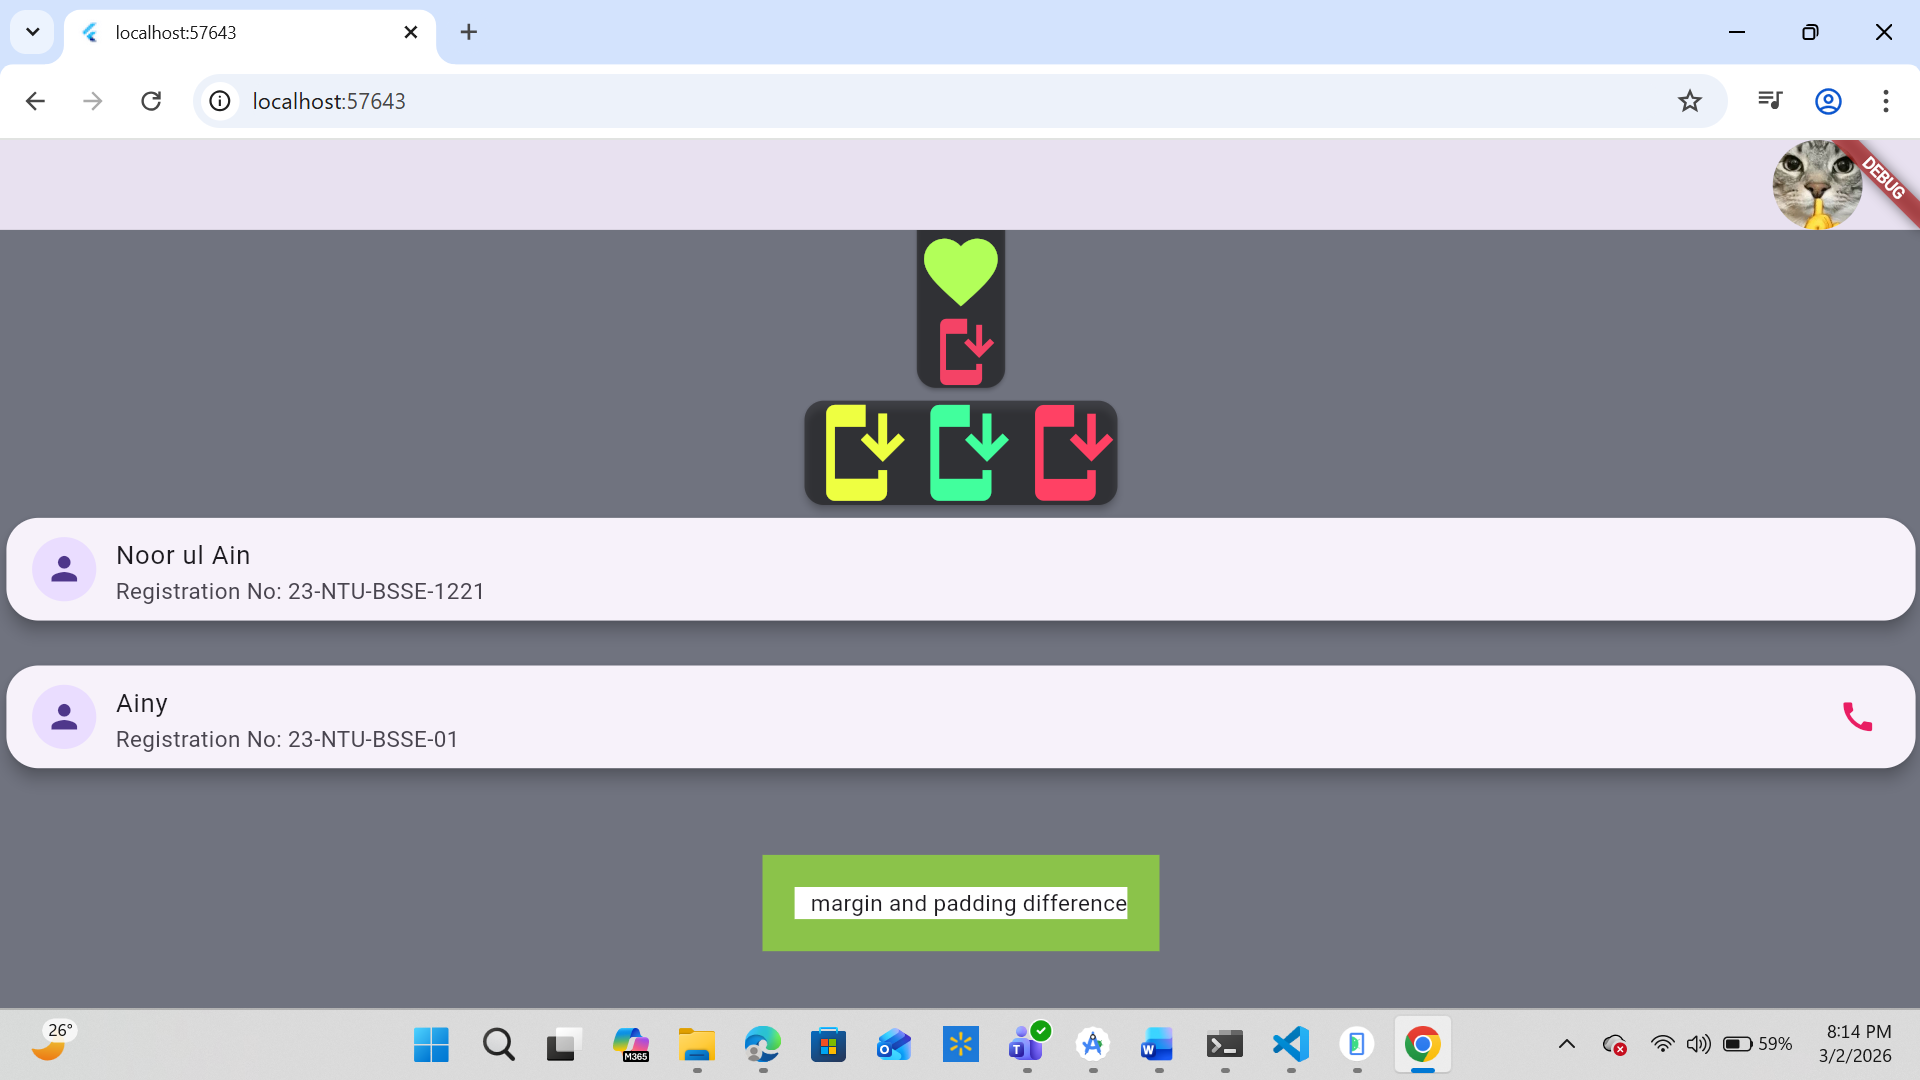 localhost:57643
localhost:57643
DEBUG
Noor ul Ain
Registration No: 23-NTU-BSSE-1221
Ainy
Registration No: 23-NTU-BSSE-01
margin and padding difference
26°
M365
O
T
W
59%
8:14 PM
3/2/2026